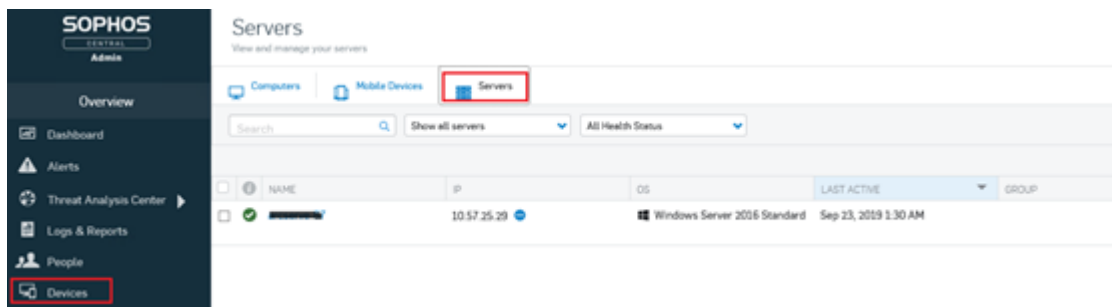 SOPHOS
CENTRAL
Admin
Overview
Dashboard
Alerts
Threat Analysis Center
Logs & Reports
People
Devices
Servers
View and manage your servers
Computers
Mobile Devices
Servers
Search
Show all servers
All Health Status
NAME
IP
OS
LAST ACTIVE
GROUP
10.57.25.29
Windows Server 2016 Standard
Sep 23, 2019 1:30 AM